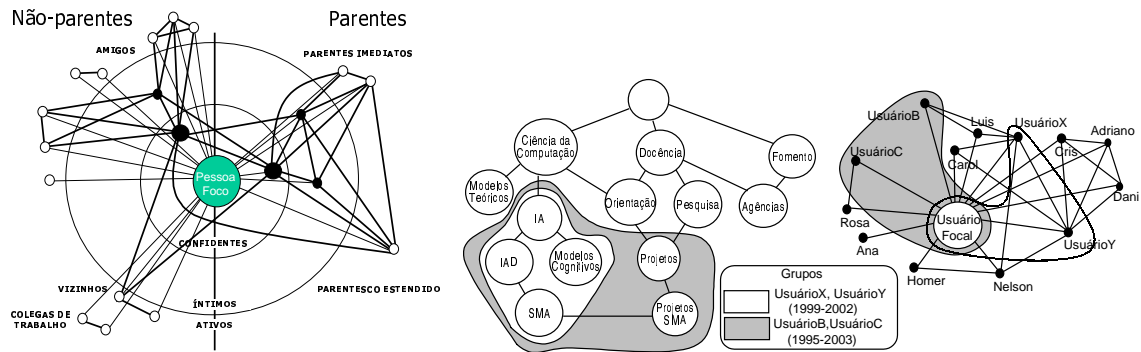 Não-parentes
Parentes
AMIGOS
PARENTES IMEDIATOS
Pessoa
Foco
CONFIDENTES
VIZINHOS
ÍNTIMOS
PARENTESCO ESTENDIDO
COLEGAS DE
TRABALHO
ATIVOS
Ciência da
Computação
Docência
Fomento
Modelos
Teóricos
Orientação
Pesquisa
Agências
IA
IAD
Modelos
Cognitivos
Projetos
SMA
Projetos
SMA
Grupos
UsuárioX, UsuárioY
(1999-2002)
UsuárioB,UsuárioC
(1995-2003)
UsuárioB
Luis
UsuárioX
Adriano
UsuárioC
Carol
Cris
Dani
Rosa
Usuário
Focal
Ana
UsuárioY
Homer
Nelson